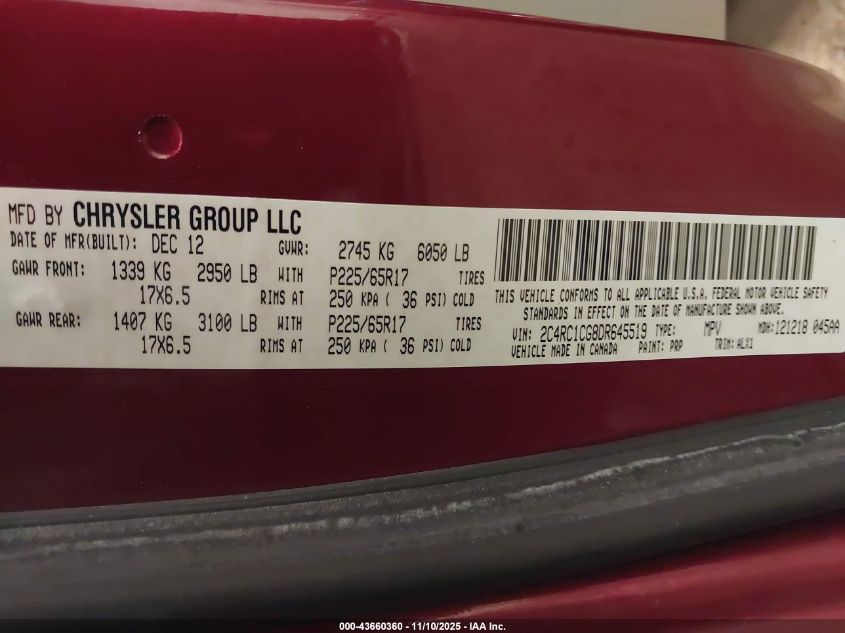 MFD BY CHRYSLER GROUP LLC
DATE OF MFR(BUILT): DEC 12 GVWR: 2745 KG 6050 LB
GAWR FRONT: 1339 KG 2950 LB WITH P225/65R17 TIRES
17X6.5 RIMS AT 250 KPA ( 36 PSI) COLD
GAWR REAR: 1407 KG 3100 LB WITH P225/65R17 TIRES
17X6.5 RIMS AT 250 KPA ( 36 PSI) COLD
THIS VEHICLE CONFORMS TO ALL APPLICABLE U.S.A. FEDERAL MOTOR VEHICLE SAFETY
STANDARDS IN EFFECT ON THE DATE OF MANUFACTURE SHOWN ABOVE.
VIN: 2C4RC1CG8DR645519 TYPE: MPV MDH: 121218 045AA
VEHICLE MADE IN CANADA PAINT: PRP TRIM: ALX1
000-43660360 - 11/10/2025 - IAA Inc.